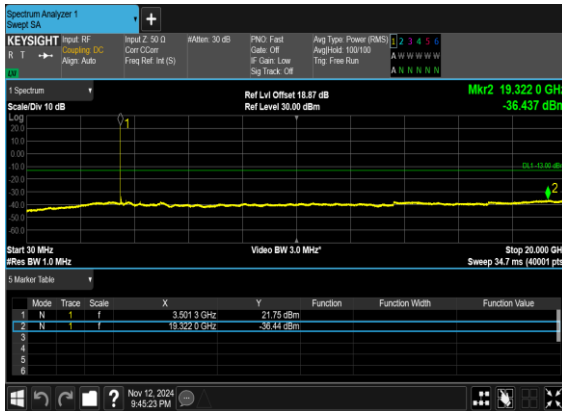 Spectrum Analyzer 1
Swept SA
+
KEYSIGHT Input: RF Input Z: 50 Ω #Atten: 30 dB PNO: Fast Avg Type: Power (RMS) 1 2 3 4 5 6
R T Coupling: DC Corr CCorr Gate: Off Avg|Hold: 100/100 A W W W W W
Align: Auto Freq Ref: Int (S) IF Gain: Low Trig: Free Run
Sig Track: Off A N N N N N
1 Spectrum
Ref Lvl Offset 18.87 dB Mkr2 19.322 0 GHz
Scale/Div 10 dB Ref Level 30.00 dBm -36.437 dBm
Log
20.0
10.0
0.00
-10.0
-20.0
-30.0
-40.0
-50.0
-60.0
1
DL1 -13.00 dBm
2
Start 30 MHz Video BW 3.0 MHz* Stop 20.000 GHz
#Res BW 1.0 MHz Sweep 34.7 ms (40001 pts)
5 Marker Table
Mode Trace Scale X Y Function Function Width Function Value
1 N 1 f 3.501 3 GHz 21.75 dBm
2 N 1 f 19.322 0 GHz -36.44 dBm
3
4
5
6
? Nov 12, 2024
9:45:23 PM